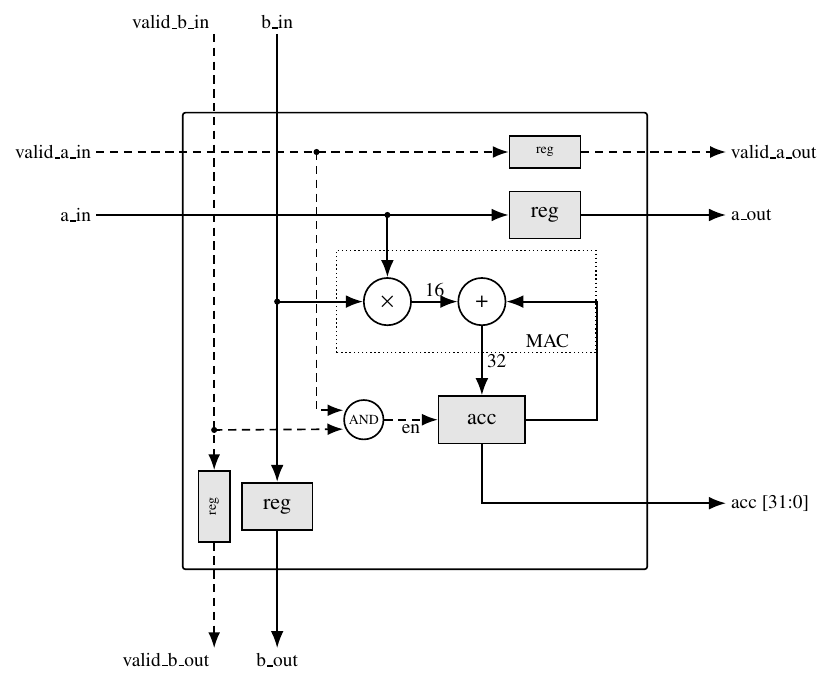 valid_b_in
b_in
valid_a_in
reg
valid_a_out
a_in
reg
a_out
×
16
+
MAC
32
AND
en
acc
reg
reg
acc [31:0]
valid_b_out
b_out